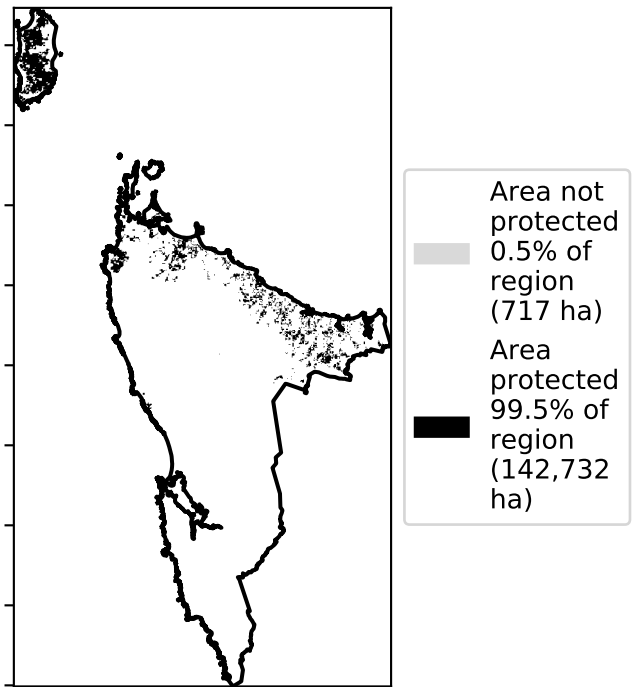 Area not
protected
0.5% of
region
(717 ha)
Area
protected
99.5% of
region
(142,732
ha)